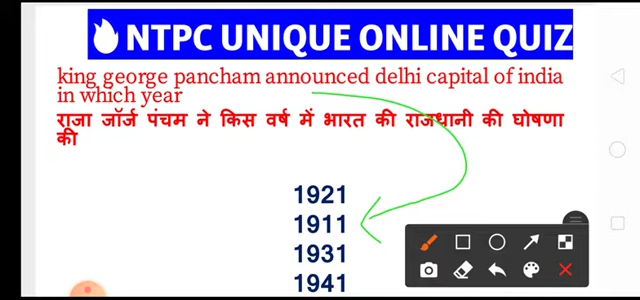 NTPC UNIQUE ONLINE QUIZ
king george pancham announced delhi capital of india
in which year
राजा जॉर्ज पंचम ने किस वर्ष में भारत की राजधानी की घोषणा
की
1921
1911
1931
1941